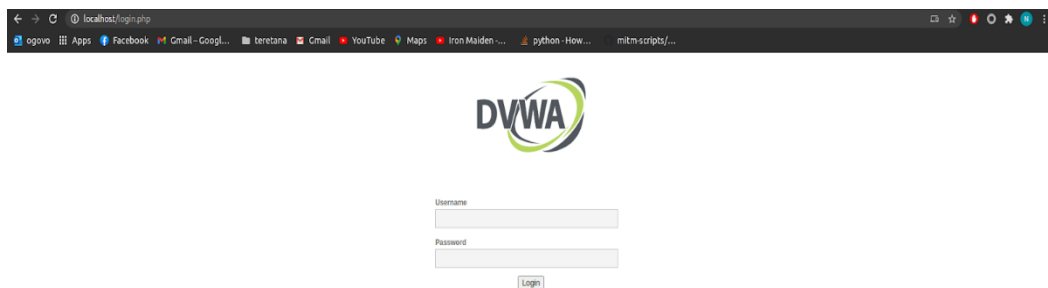 localhost/login.php
ogovo Apps Facebook Gmail - Googl... teretana Gmail YouTube Maps Iron Maiden -... python - How... mitm-scripts/...
DVWA
Username
Password
Login